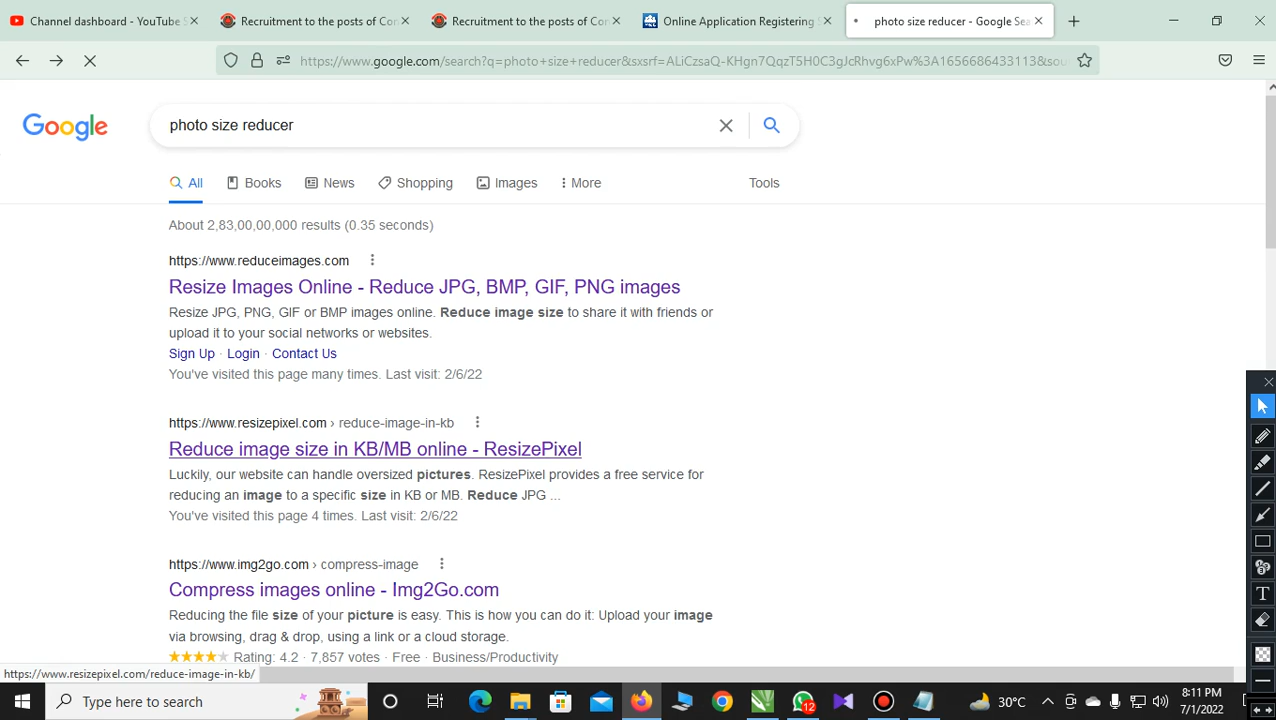 Channel dashboard - YouTube S
Recruitment to the posts of Con
Recruitment to the posts of Con
Online Application Registering S
photo size reducer - Google Sea
https://www.google.com/search?q=photo+size+reducer&sxsrf=ALiCzsaQ-KHgn7QqzT5H0C3gJcRhvg6xPw%3A1656686433113&sou
Google
photo size reducer
All
Books
News
Shopping
Images
More
Tools
About 2,83,00,00,000 results (0.35 seconds)
https://www.reduceimages.com
Resize Images Online - Reduce JPG, BMP, GIF, PNG images
Resize JPG, PNG, GIF or BMP images online. Reduce image size to share it with friends or
upload it to your social networks or websites.
Sign Up · Login · Contact Us
You've visited this page many times. Last visit: 2/6/22
https://www.resizepixel.com › reduce-image-in-kb
Reduce image size in KB/MB online - ResizePixel
Luckily, our website can handle oversized pictures. ResizePixel provides a free service for
reducing an image to a specific size in KB or MB. Reduce JPG ...
You've visited this page 4 times. Last visit: 2/6/22
https://www.img2go.com › compress-image
Compress images online - Img2Go.com
Reducing the file size of your picture is easy. This is how you can do it: Upload your image
via browsing, drag & drop, using a link or a cloud storage.
Rating: 4.2 · 7,857 votes · Free · Business/Productivity
https://www.resizepixel.com/reduce-image-in-kb/
T
Type here to search
12
30°C
8:11 PM
7/1/2022